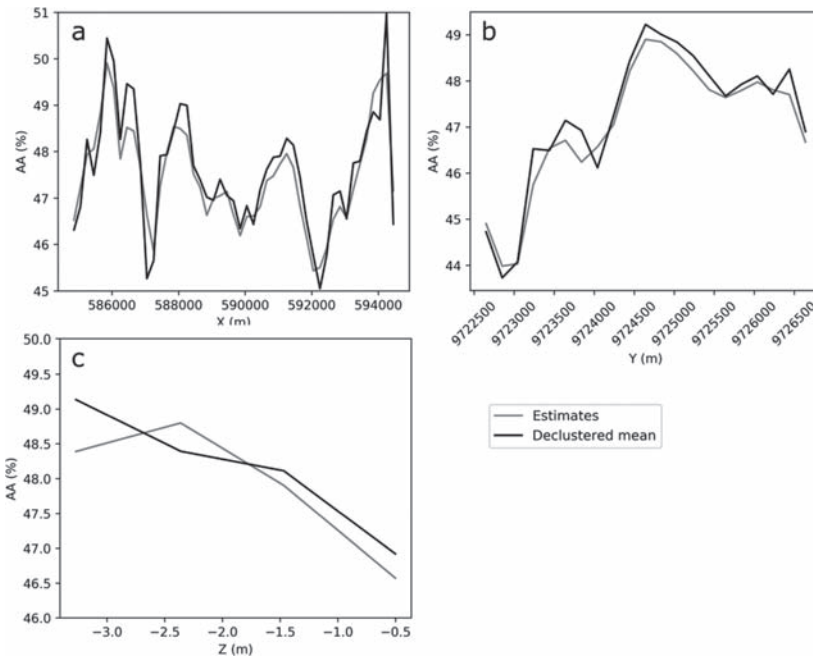 a
51
50
49
48
47
46
45
AA (%)
586000 588000 590000 592000 594000
X (m)
b
49
48
47
46
45
44
AA (%)
9722500 9723000 9723500 9724000 9724500 9725000 9725500 9726000 9726500
Y (m)
c
50.0
49.5
49.0
48.5
48.0
47.5
47.0
46.5
46.0
AA (%)
−3.0 −2.5 −2.0 −1.5 −1.0 −0.5
Z (m)
Estimates
Declustered mean